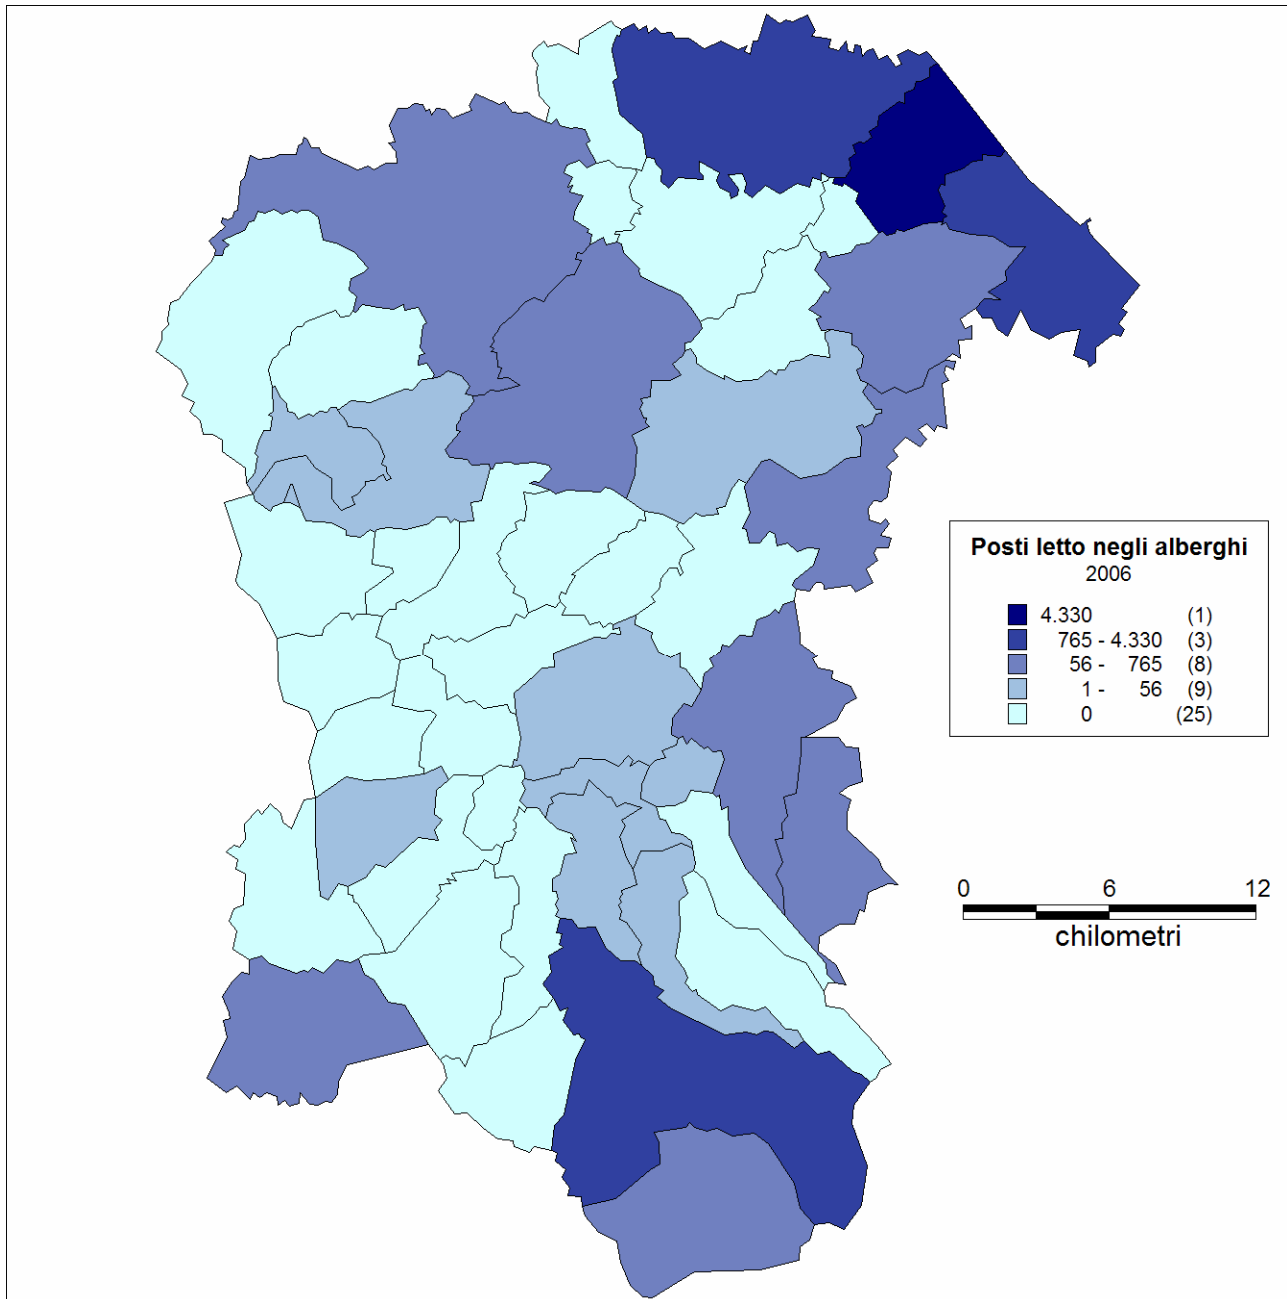 Posti letto negli alberghi
2006
4.330 (1)
765 - 4.330 (3)
56 - 765 (8)
1 - 56 (9)
0 (25)
0 6 12
chilometri